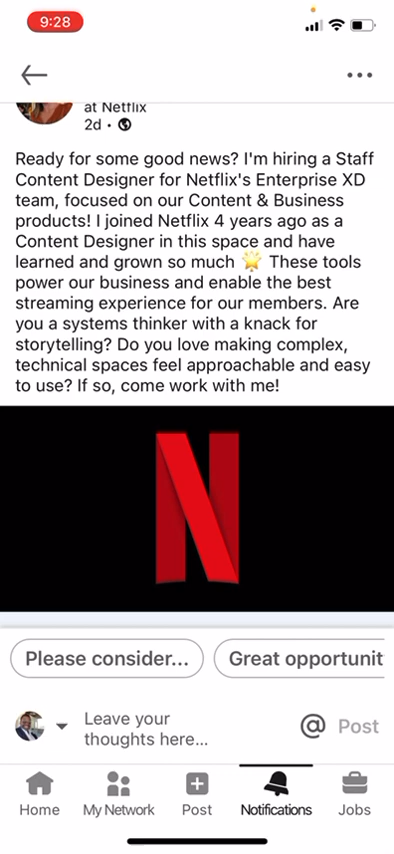 9:28
at Netflix
2d •
Ready for some good news? I'm hiring a Staff
Content Designer for Netflix's Enterprise XD
team, focused on our Content & Business
products! I joined Netflix 4 years ago as a
Content Designer in this space and have
learned and grown so much 🌟 These tools
power our business and enable the best
streaming experience for our members. Are
you a systems thinker with a knack for
storytelling? Do you love making complex,
technical spaces feel approachable and easy
to use? If so, come work with me!
N
Please consider...
Great opportunit
Leave your
thoughts here...
@ Post
Home My Network Post Notifications Jobs